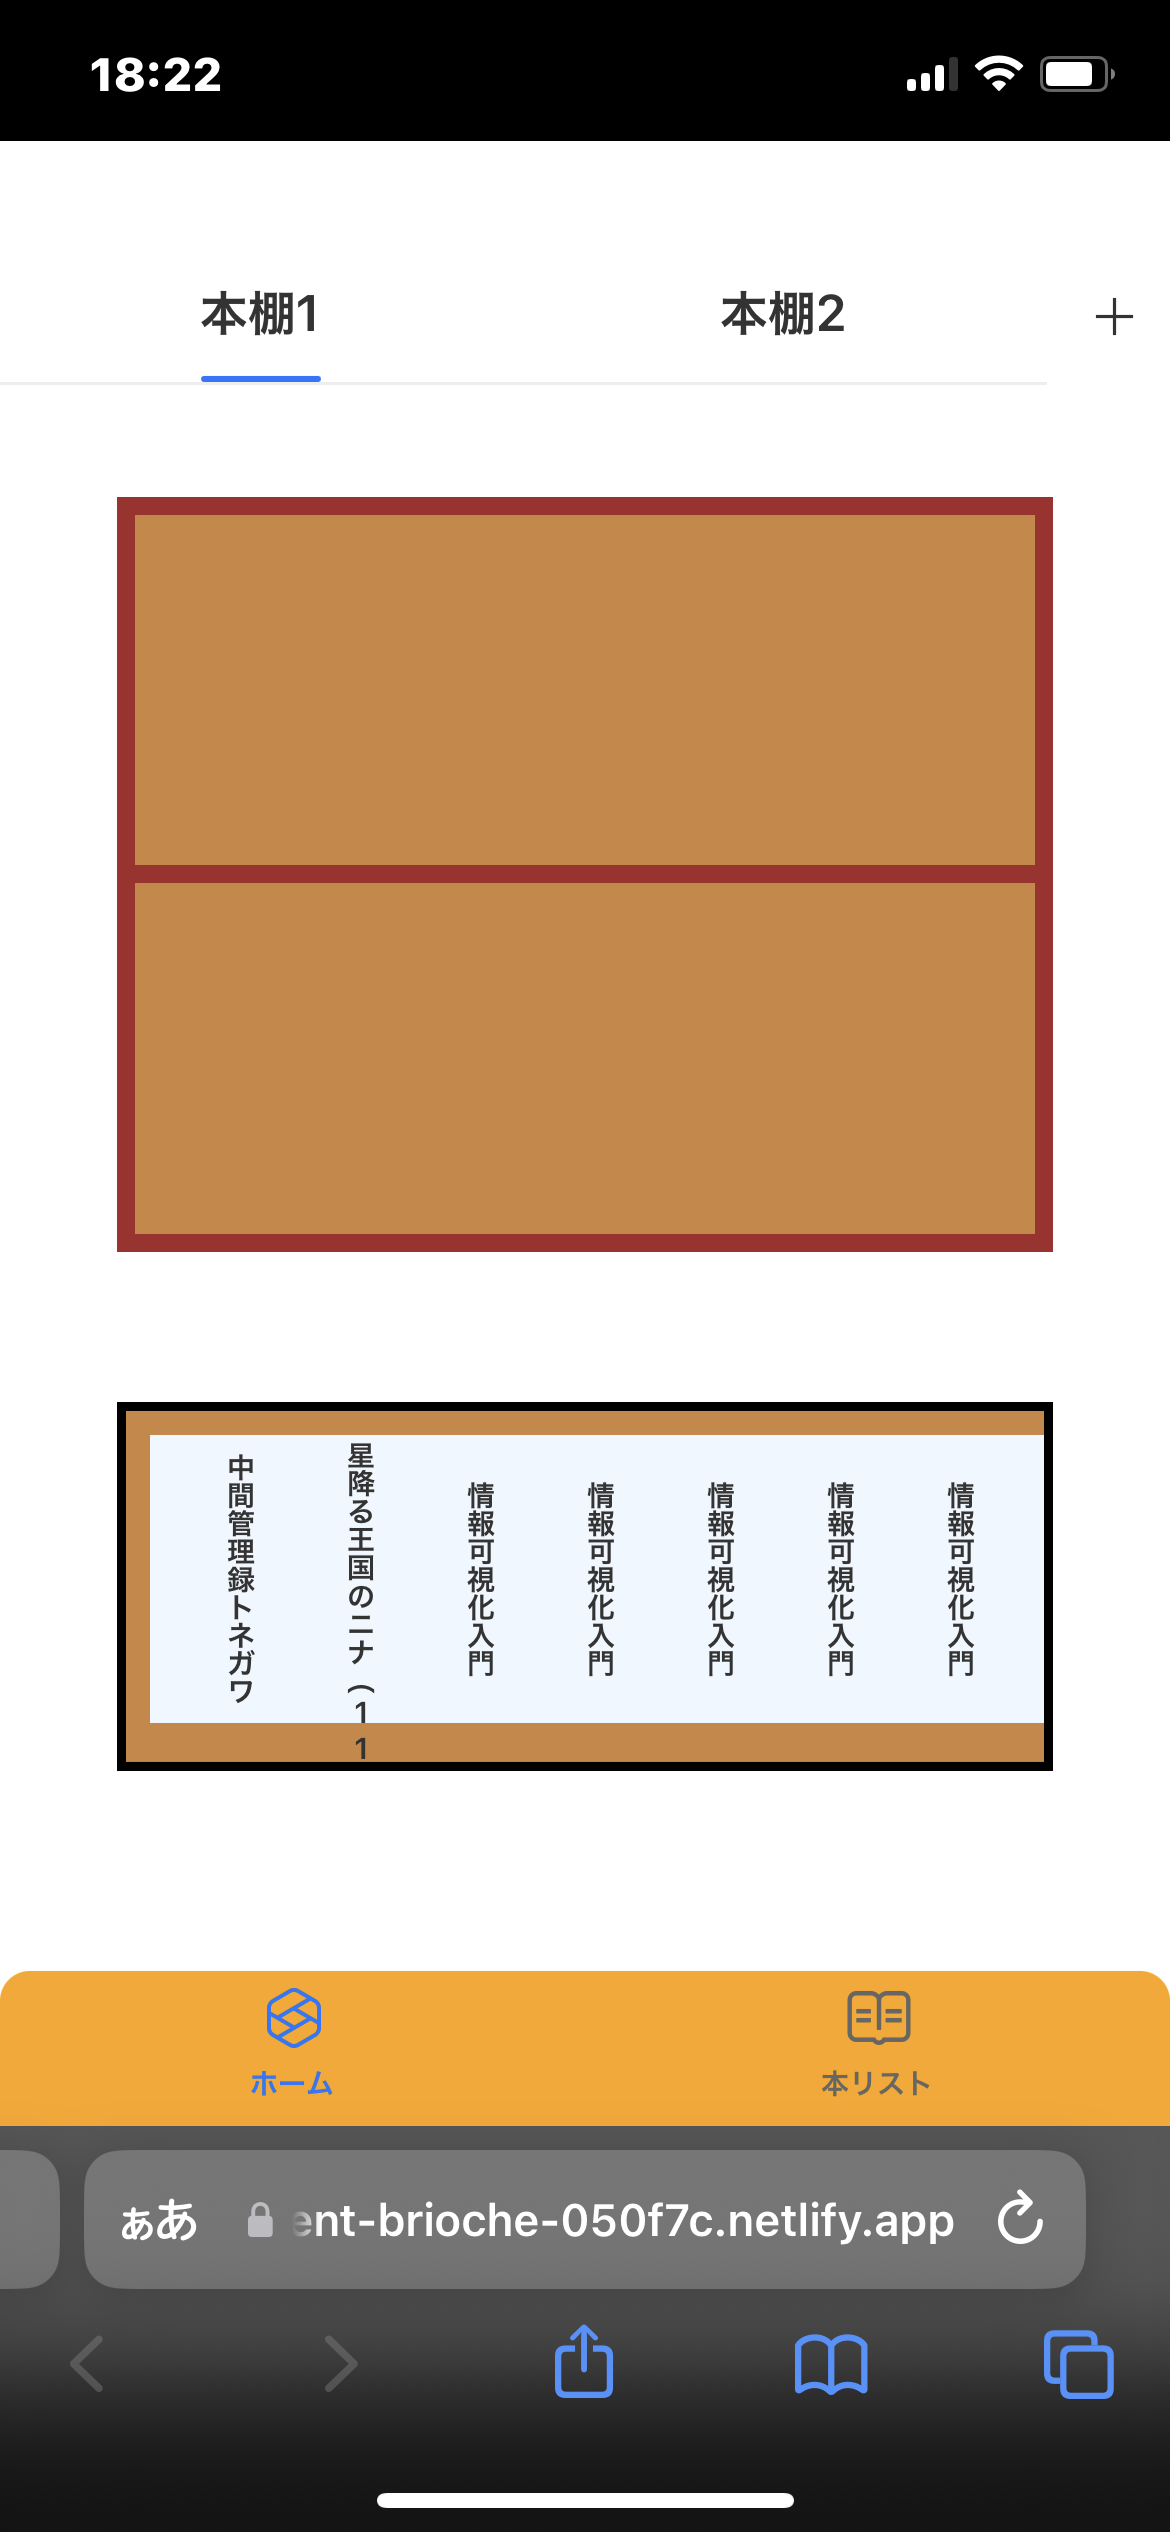 18:22
本棚1
本棚2
中間管理録トネガワ
星降る王国のニナ(11
情報可視化入門
情報可視化入門
情報可視化入門
情報可視化入門
情報可視化入門
ホーム
本リスト
ぁあ
ent-brioche-050f7c.netlify.app